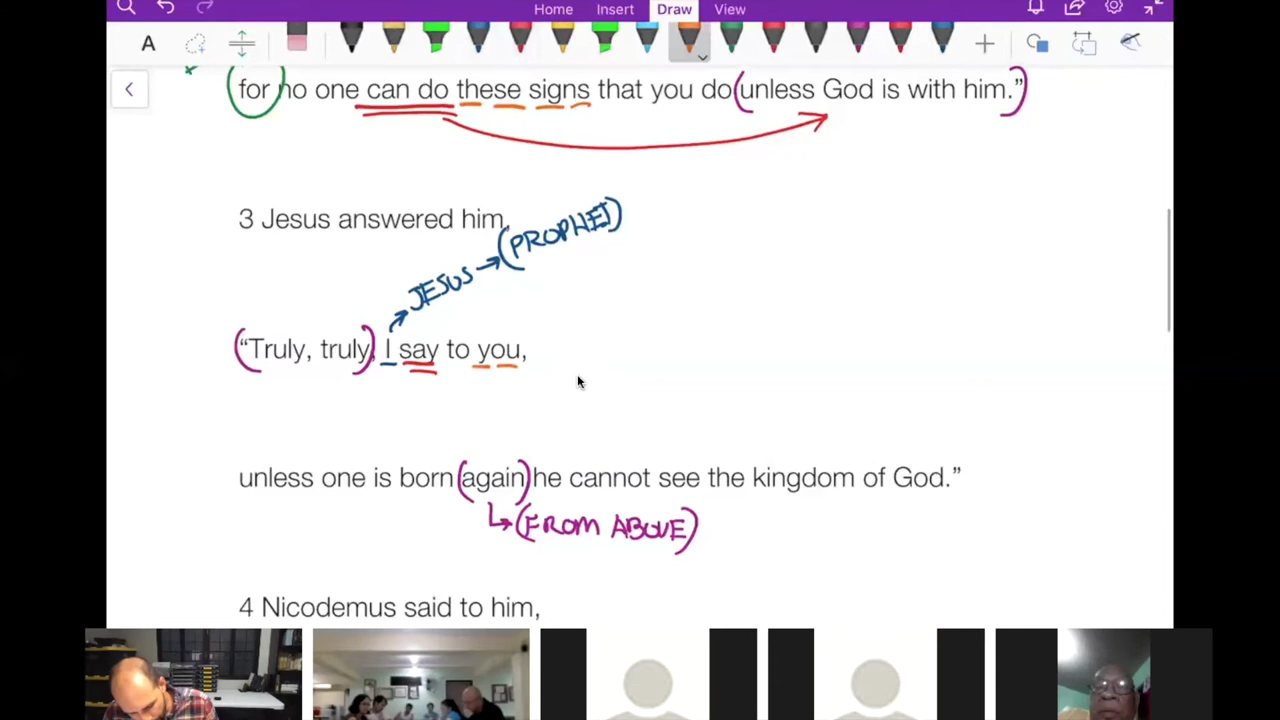 Home Insert Draw View
A
for no one can do these signs that you do unless God is with him.”
3 Jesus answered him,
(PROPHET)
JESUS
“Truly, truly, I say to you,
unless one is born (again) he cannot see the kingdom of God.”
(FROM ABOVE)
4 Nicodemus said to him,